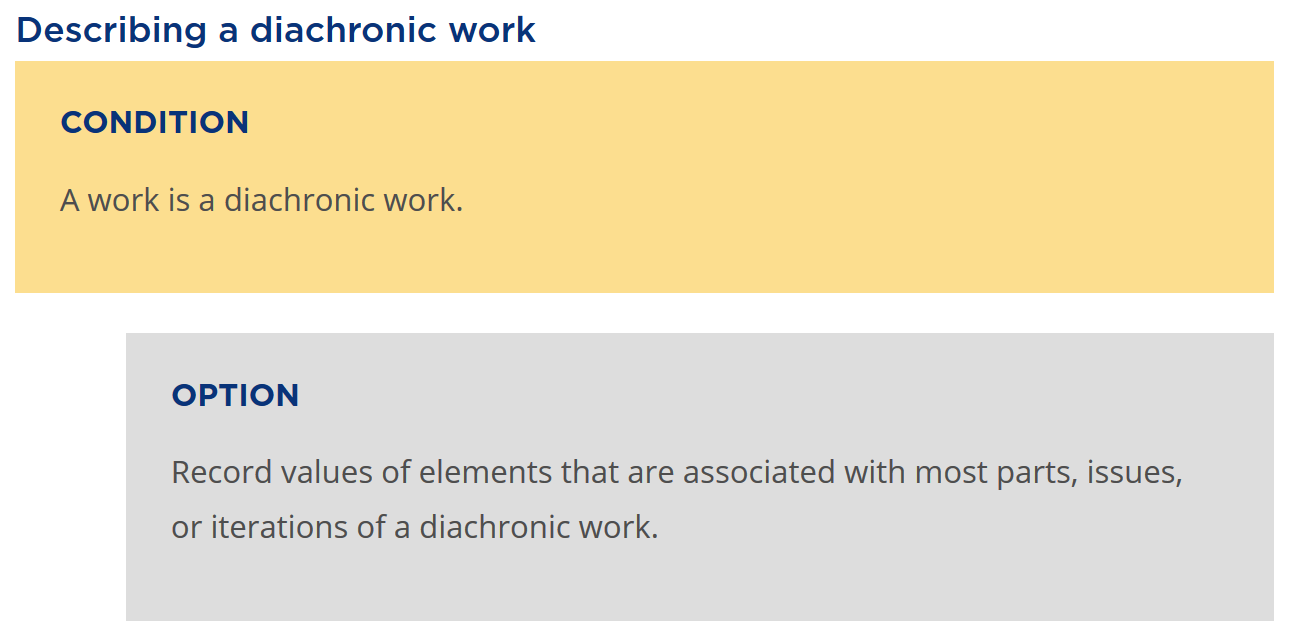 Describing a diachronic work
CONDITION
A work is a diachronic work.
OPTION
Record values of elements that are associated with most parts, issues,
or iterations of a diachronic work.